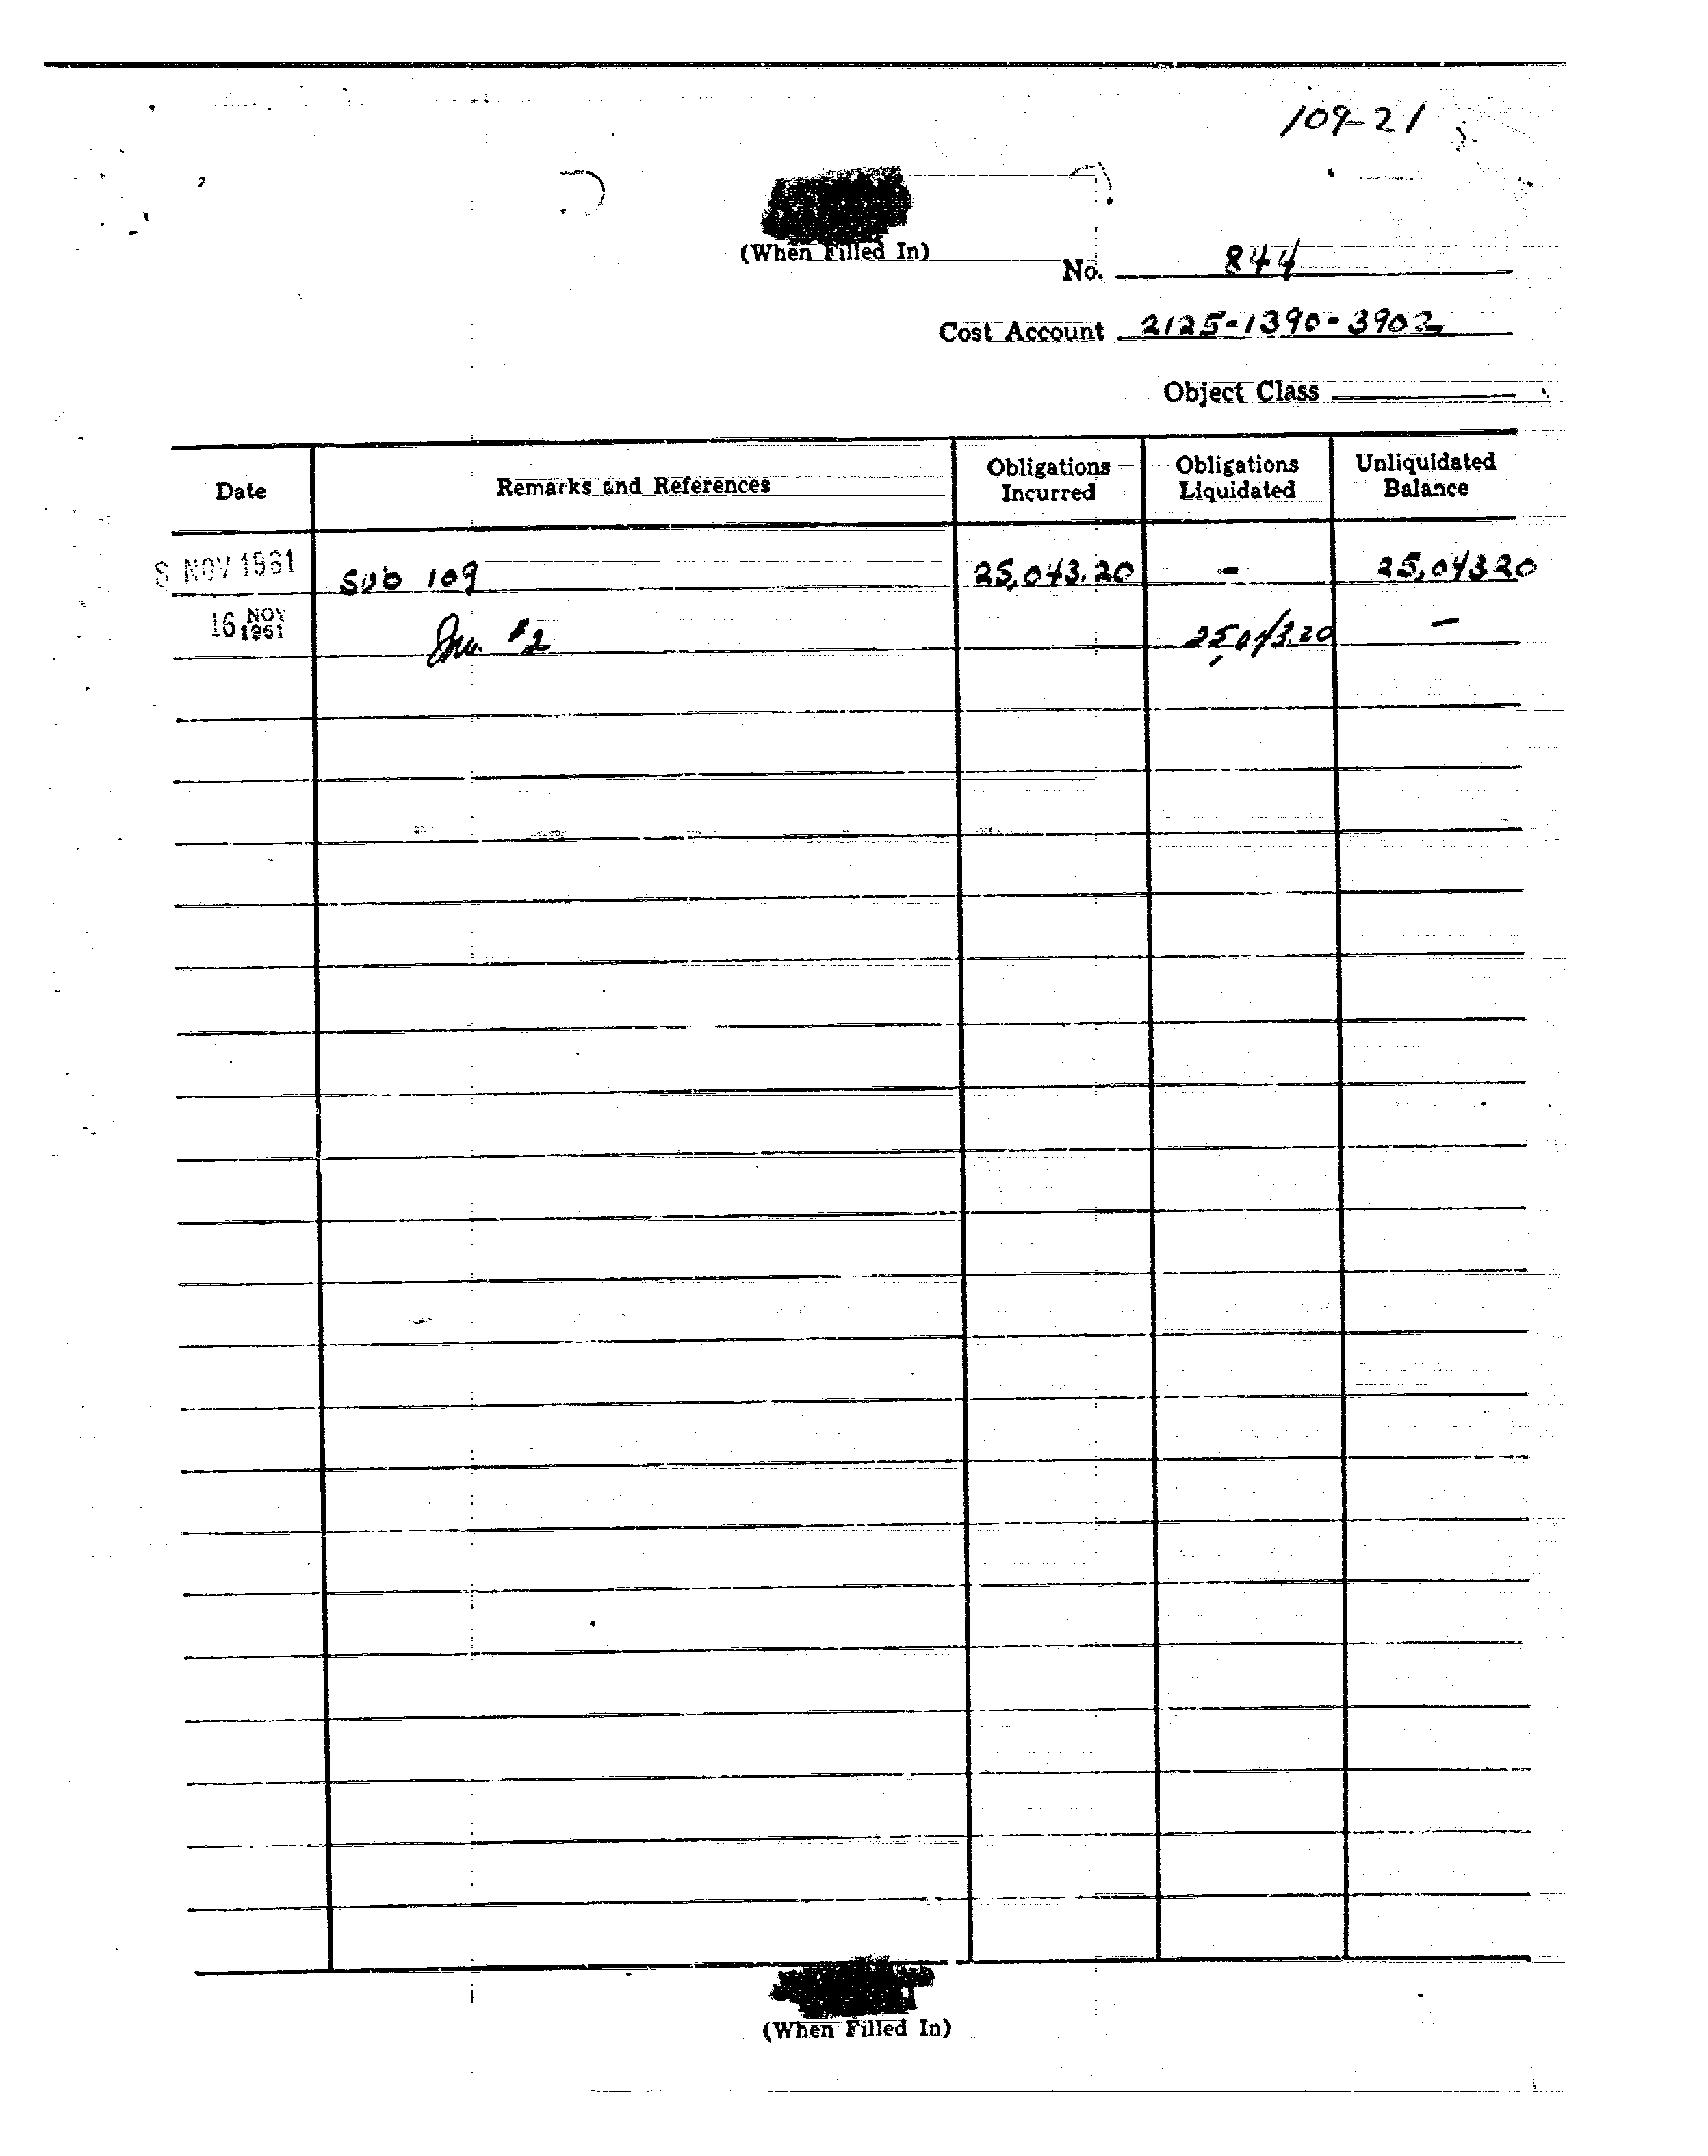 109-21
(When Filled In)
No. 844
Cost Account 2125-1390-3902
Object Class
Date Remarks and References Obligations Incurred Obligations Liquidated Unliquidated Balance
8 NOV 1961 SUB 109 25,043.20 - 25,043 20
16 NOV 1961 Inv. #2 25,043.20 -
(When Filled In)